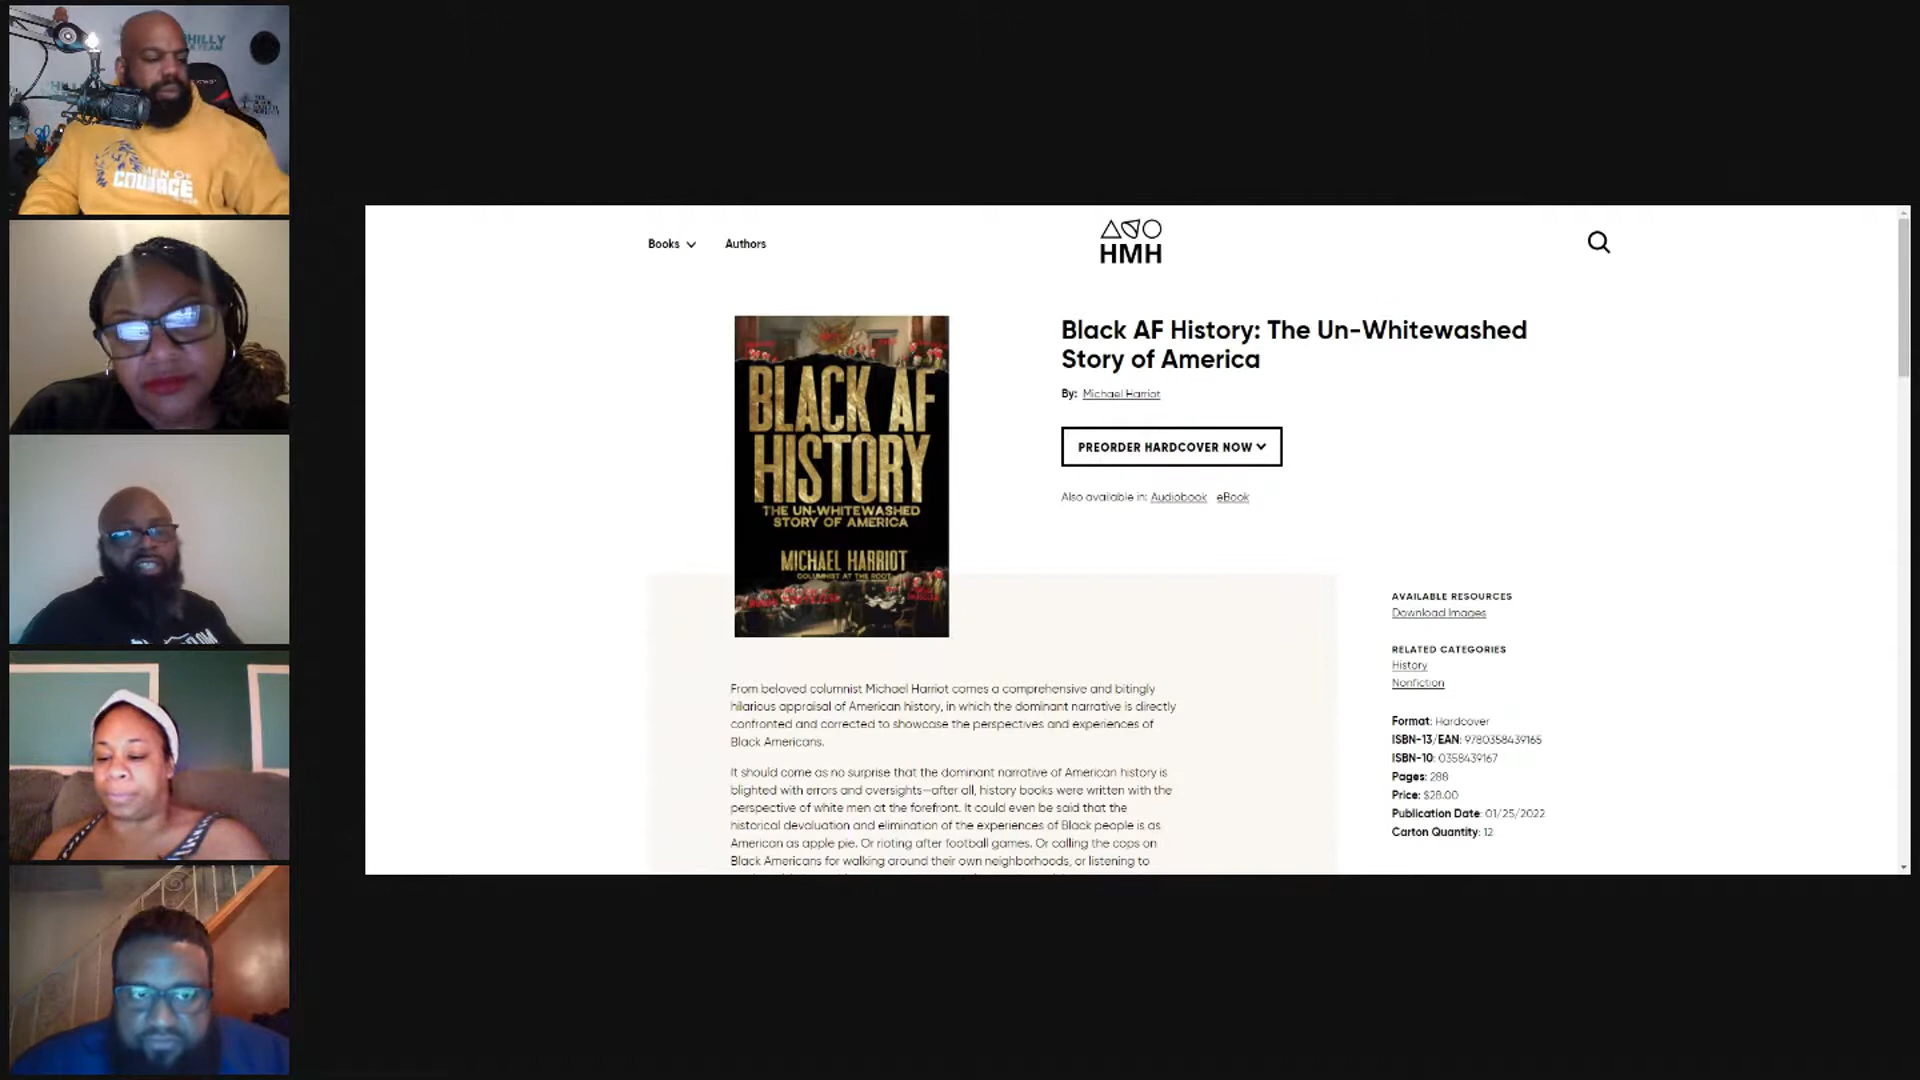 PHILLY
TEAM
MEN OF
COURAGE
Books
Authors
HMH
BLACK AF
HISTORY
THE UN-WHITEWASHED
STORY OF AMERICA
MICHAEL HARRIOT
COLUMNIST AT THE ROOT
Black AF History: The Un-Whitewashed
Story of America
By: Michael Harriot
PREORDER HARDCOVER NOW
Also available in: Audiobook eBook
From beloved columnist Michael Harriot comes a comprehensive and bitingly
hilarious appraisal of American history, in which the dominant narrative is directly
confronted and corrected to showcase the perspectives and experiences of
Black Americans.
It should come as no surprise that the dominant narrative of American history is
blighted with errors and oversights—after all, history books were written with the
perspective of white men at the forefront. It could even be said that the
historical devaluation and elimination of the experiences of Black people is as
American as apple pie. Or rioting after football games. Or calling the cops on
Black Americans for walking around their own neighborhoods, or listening to
AVAILABLE RESOURCES
Download Images
RELATED CATEGORIES
History
Nonfiction
Format: Hardcover
ISBN-13/EAN: 9780358439165
ISBN-10: 0358439167
Pages: 288
Price: $28.00
Publication Date: 01/25/2022
Carton Quantity: 12